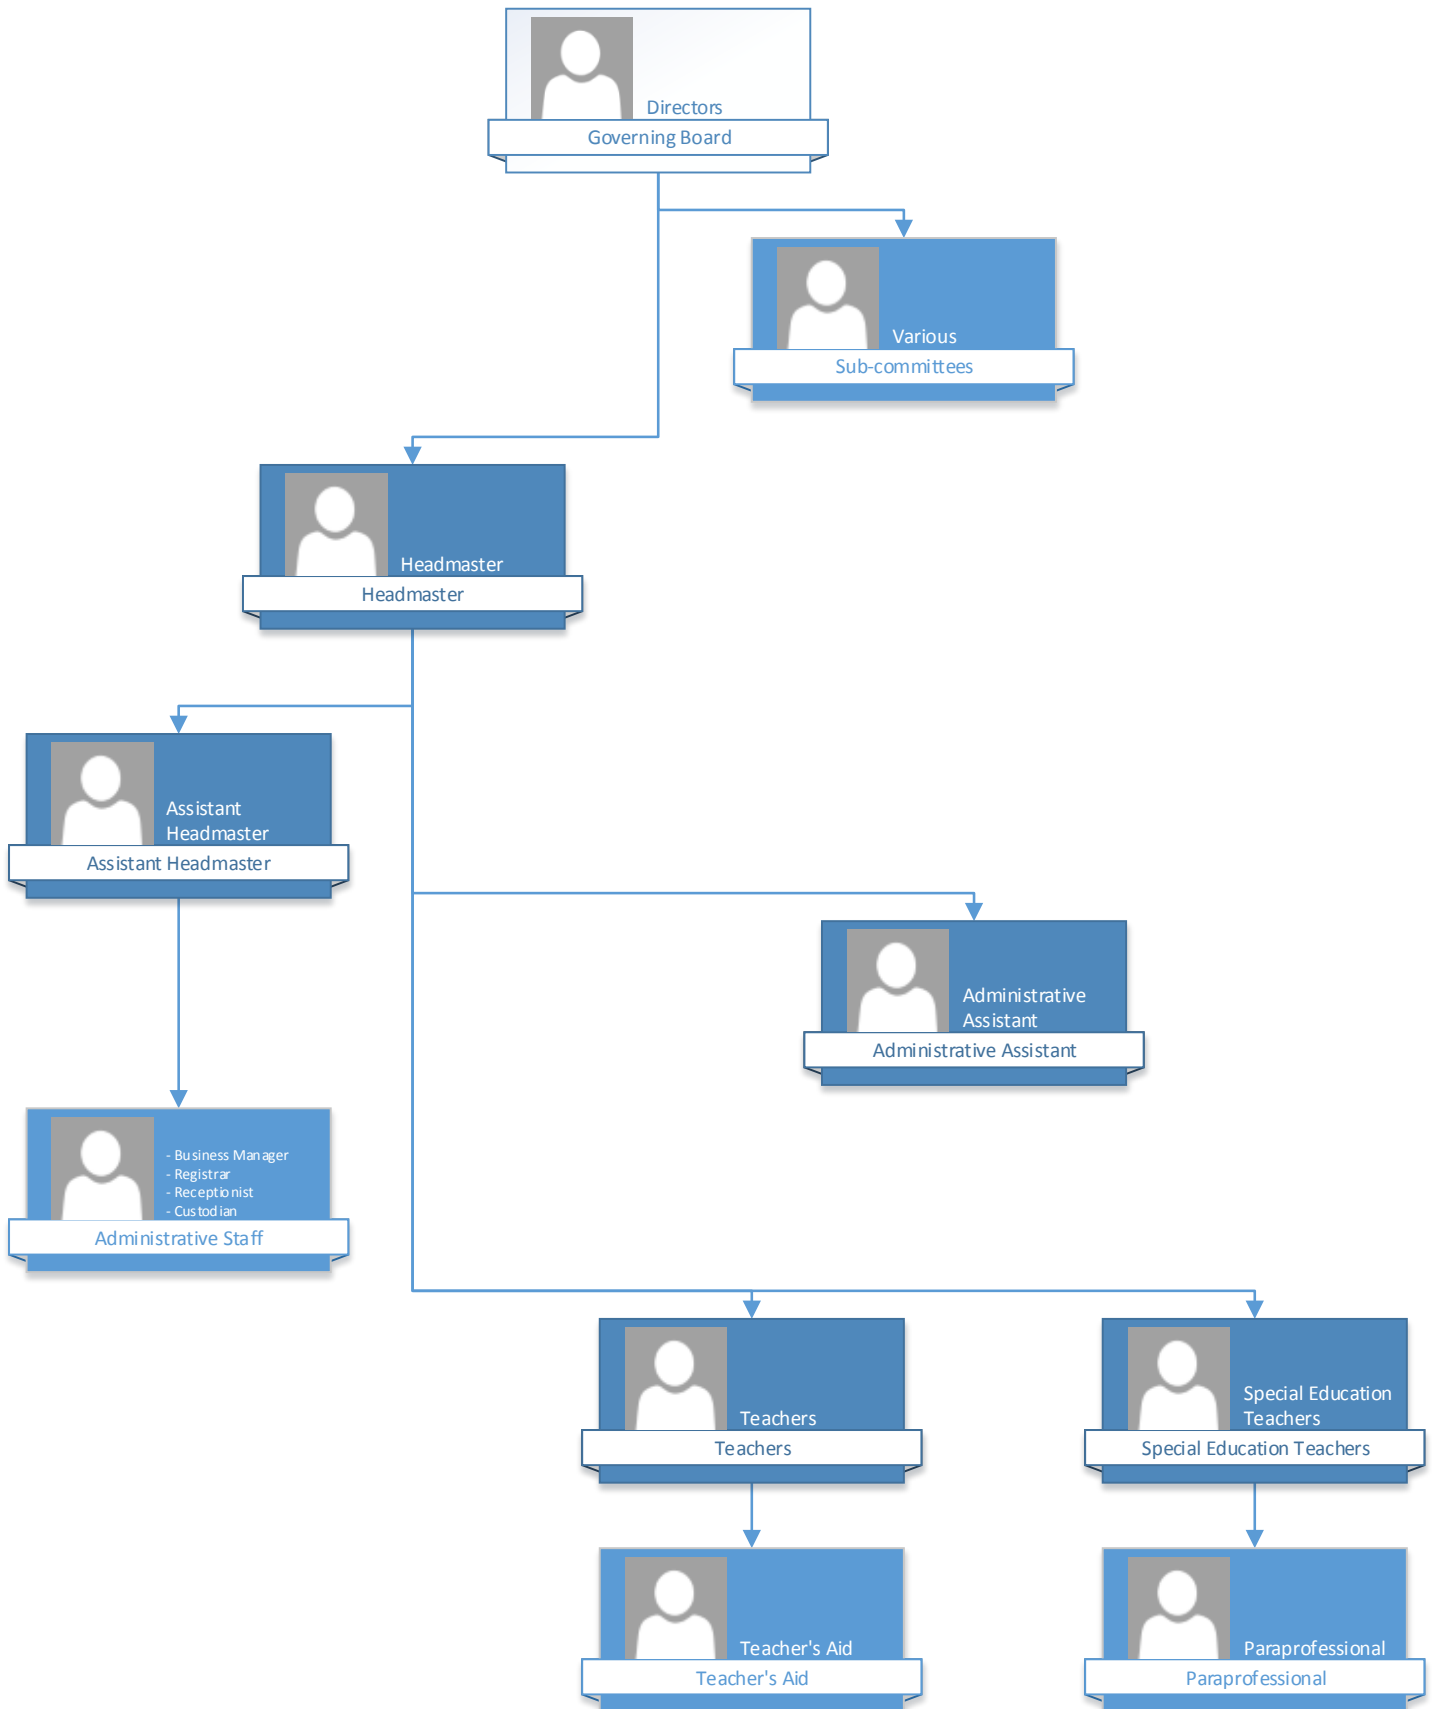 Directors
Governing Board
Various
Sub-committees
Headmaster
Headmaster
Assistant
Headmaster
Assistant Headmaster
Administrative
Assistant
Administrative Assistant
- Business Manager
- Registrar
- Receptionist
- Custodian
Administrative Staff
Teachers
Teachers
Special Education
Teachers
Special Education Teachers
Teacher's Aid
Teacher's Aid
Paraprofessional
Paraprofessional